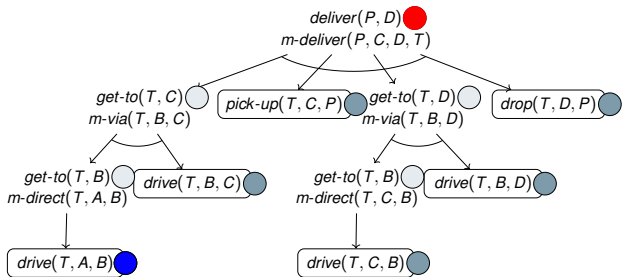 deliver(P, D)
m-deliver(P, C, D, T)
get-to(T, C)
m-via(T, B, C)
pick-up(T, C, P)
get-to(T, D)
m-via(T, B, D)
drop(T, D, P)
get-to(T, B)
m-direct(T, A, B)
drive(T, B, C)
get-to(T, B)
m-direct(T, C, B)
drive(T, B, D)
drive(T, A, B)
drive(T, C, B)